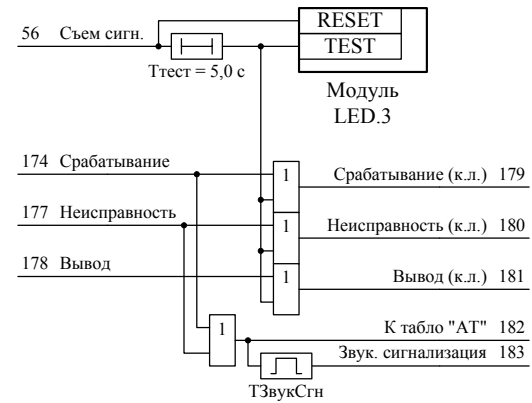 RESET
56 Съем сигн.
TEST
Tтест = 5,0 с
Модуль
LED.3
174 Срабатывание
1
Срабатывание (к.л.) 179
177 Неисправность
1
Неисправность (к.л.) 180
178 Вывод
1
Вывод (к.л.) 181
1
К табло "АТ" 182
Звук. сигнализация 183
ТЗвукСгн